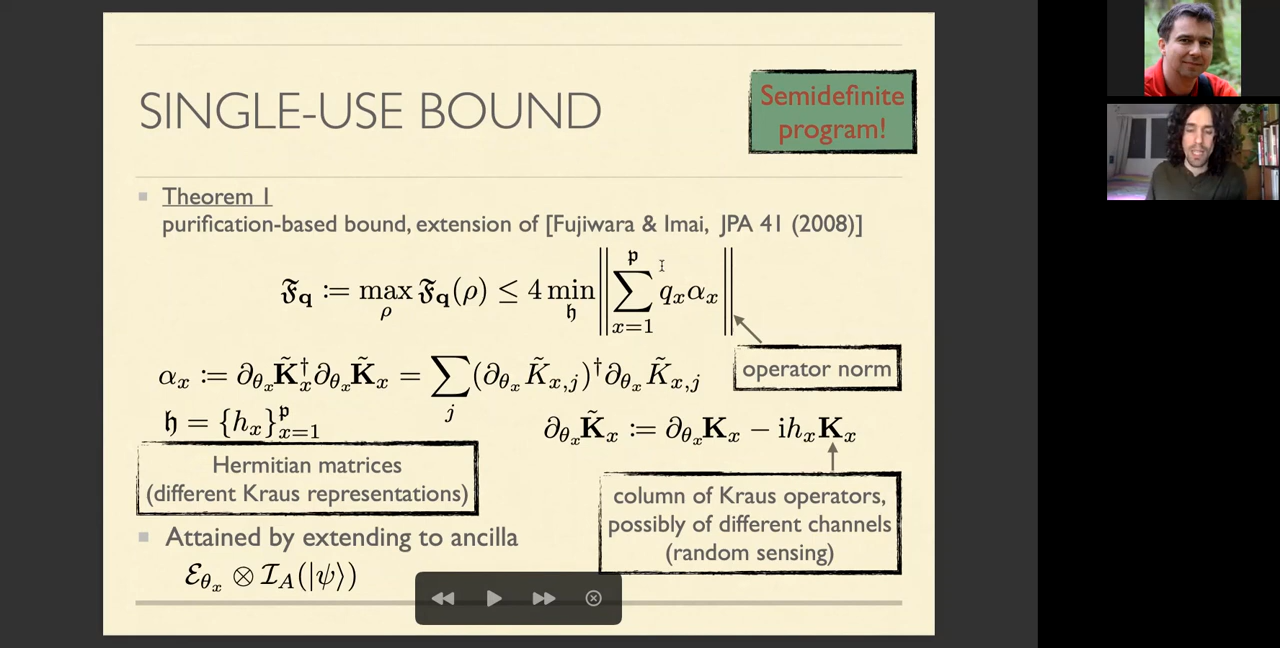 SINGLE-USE BOUND
Semidefinite
program!
Theorem 1
purification-based bound, extension of [Fujiwara & Imai, JPA 41 (2008)]
𝔉_𝐪 := max_ρ 𝔉_𝐪(ρ) ≤ 4 min_𝔥 ‖ ∑_{x=1}^{𝔭} q_x α_x ‖
operator norm
α_x := ∂_{θ_x} K̃_x^† ∂_{θ_x} K̃_x = ∑_j (∂_{θ_x} K̃_{x,j})^† ∂_{θ_x} K̃_{x,j}
𝔥 = {h_x}_{x=1}^{𝔭}
∂_{θ_x} K̃_x := ∂_{θ_x} K_x − i h_x K_x
Hermitian matrices
(different Kraus representations)
column of Kraus operators,
possibly of different channels
(random sensing)
Attained by extending to ancilla
ℰ_{θ_x} ⊗ ℐ_A(|ψ⟩)